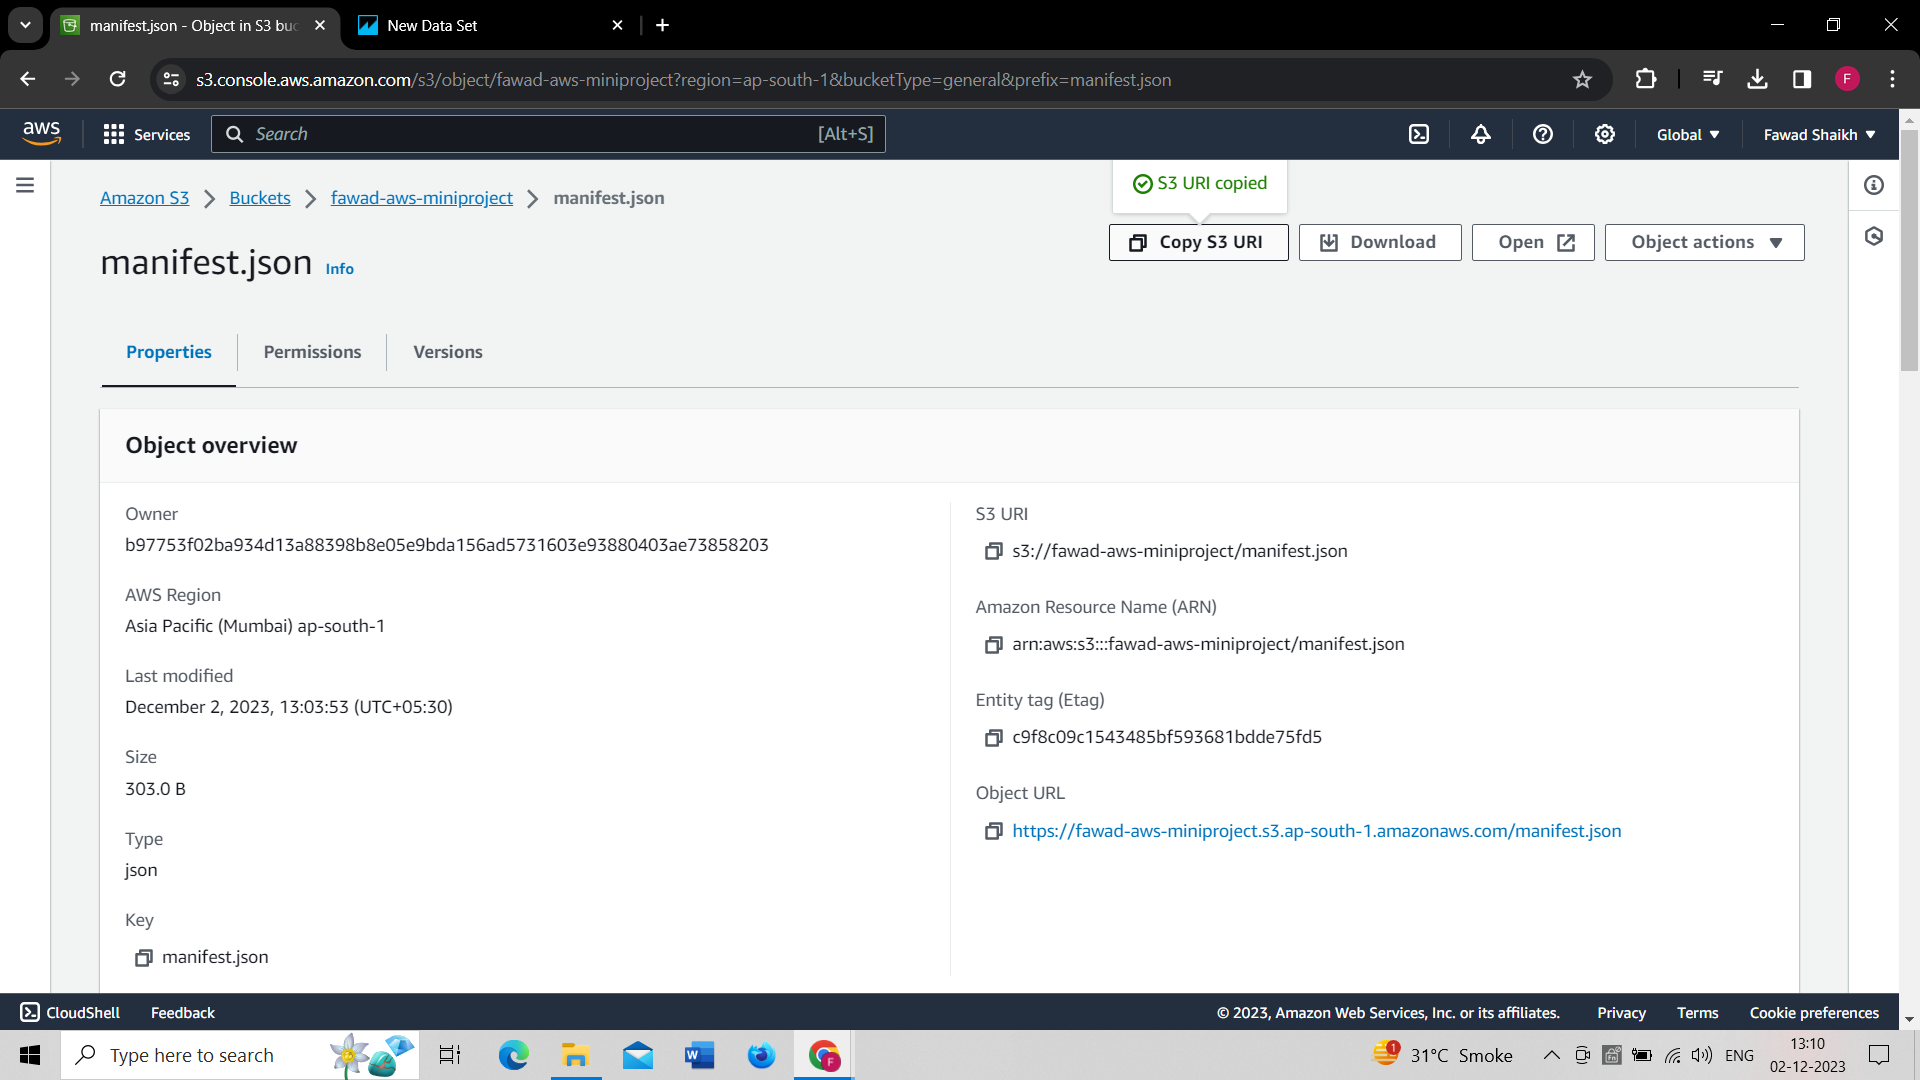 manifest.json - Object in S3 buc
New Data Set
s3.console.aws.amazon.com/s3/object/fawad-aws-miniproject?region=ap-south-1&bucketType=general&prefix=manifest.json
F
aws
Services
Search
[Alt+S]
Global
Fawad Shaikh
Amazon S3
Buckets
fawad-aws-miniproject
manifest.json
S3 URI copied
manifest.json Info
Copy S3 URI
Download
Open
Object actions
Properties
Permissions
Versions
Object overview
Owner
b97753f02ba934d13a88398b8e05e9bda156ad5731603e93880403ae73858203
AWS Region
Asia Pacific (Mumbai) ap-south-1
Last modified
December 2, 2023, 13:03:53 (UTC+05:30)
Size
303.0 B
Type
json
Key
manifest.json
S3 URI
s3://fawad-aws-miniproject/manifest.json
Amazon Resource Name (ARN)
arn:aws:s3:::fawad-aws-miniproject/manifest.json
Entity tag (Etag)
c9f8c09c1543485bf593681bdde75fd5
Object URL
https://fawad-aws-miniproject.s3.ap-south-1.amazonaws.com/manifest.json
CloudShell
Feedback
© 2023, Amazon Web Services, Inc. or its affiliates.
Privacy
Terms
Cookie preferences
Type here to search
W
F
1
31°C Smoke
ENG
13:10
02-12-2023